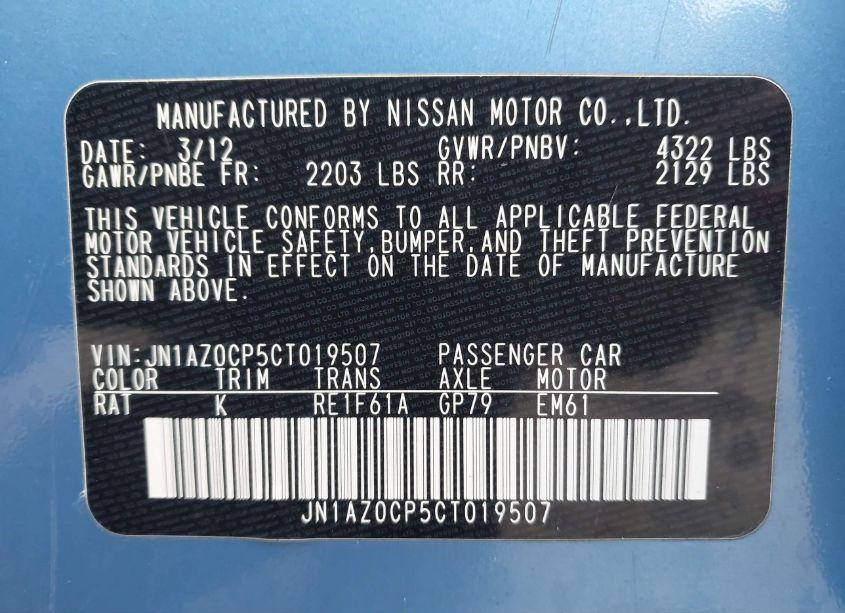 MANUFACTURED BY NISSAN MOTOR CO.,LTD.
DATE: 3/12 GVWR/PNBV: 4322 LBS
GAWR/PNBE FR: 2203 LBS RR: 2129 LBS
THIS VEHICLE CONFORMS TO ALL APPLICABLE FEDERAL
MOTOR VEHICLE SAFETY,BUMPER,AND THEFT PREVENTION
STANDARDS IN EFFECT ON THE DATE OF MANUFACTURE
SHOWN ABOVE.
VIN:JN1AZ0CP5CT019507 PASSENGER CAR
COLOR TRIM TRANS AXLE MOTOR
RAT K RE1F61A GP79 EM61
JN1AZ0CP5CT019507